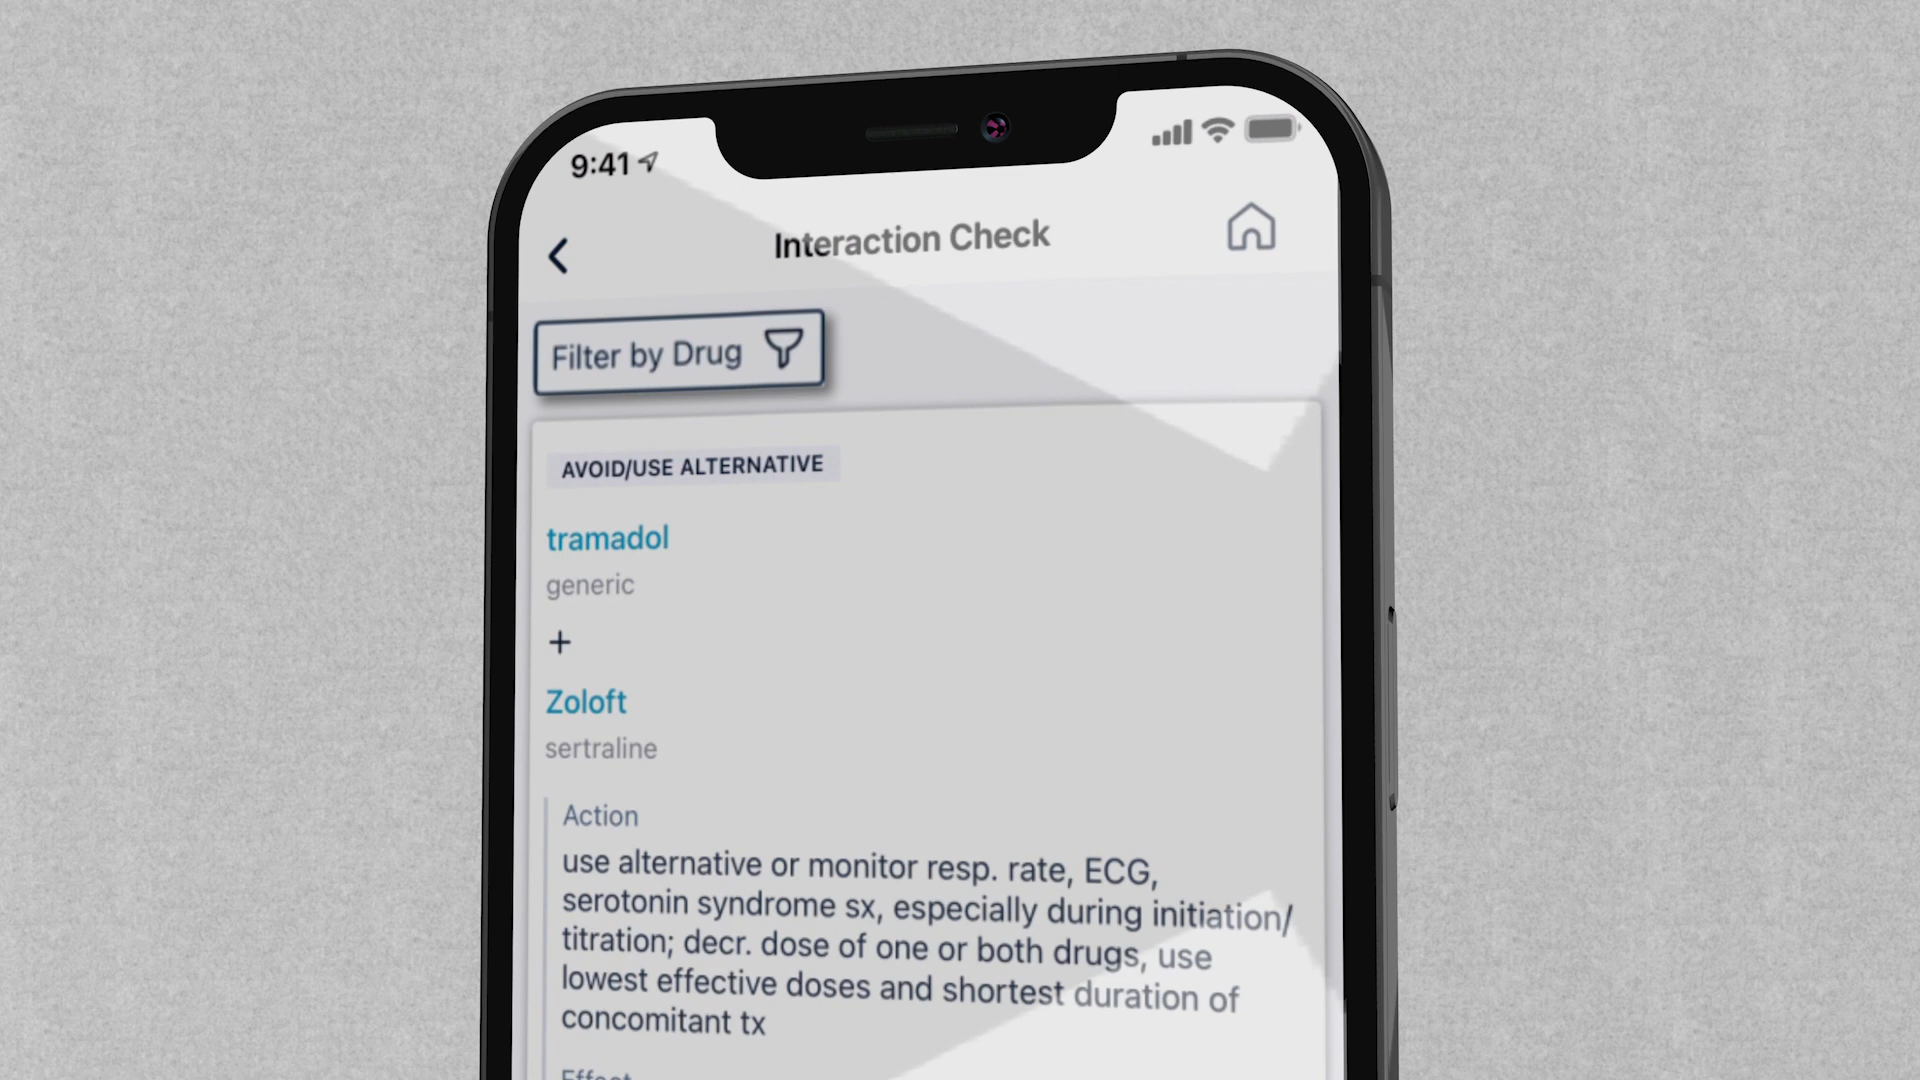 9:41
Interaction Check
Filter by Drug
AVOID/USE ALTERNATIVE
tramadol
generic
+
Zoloft
sertraline
Action
use alternative or monitor resp. rate, ECG,
serotonin syndrome sx, especially during initiation/
titration; decr. dose of one or both drugs, use
lowest effective doses and shortest duration of
concomitant tx
Effect